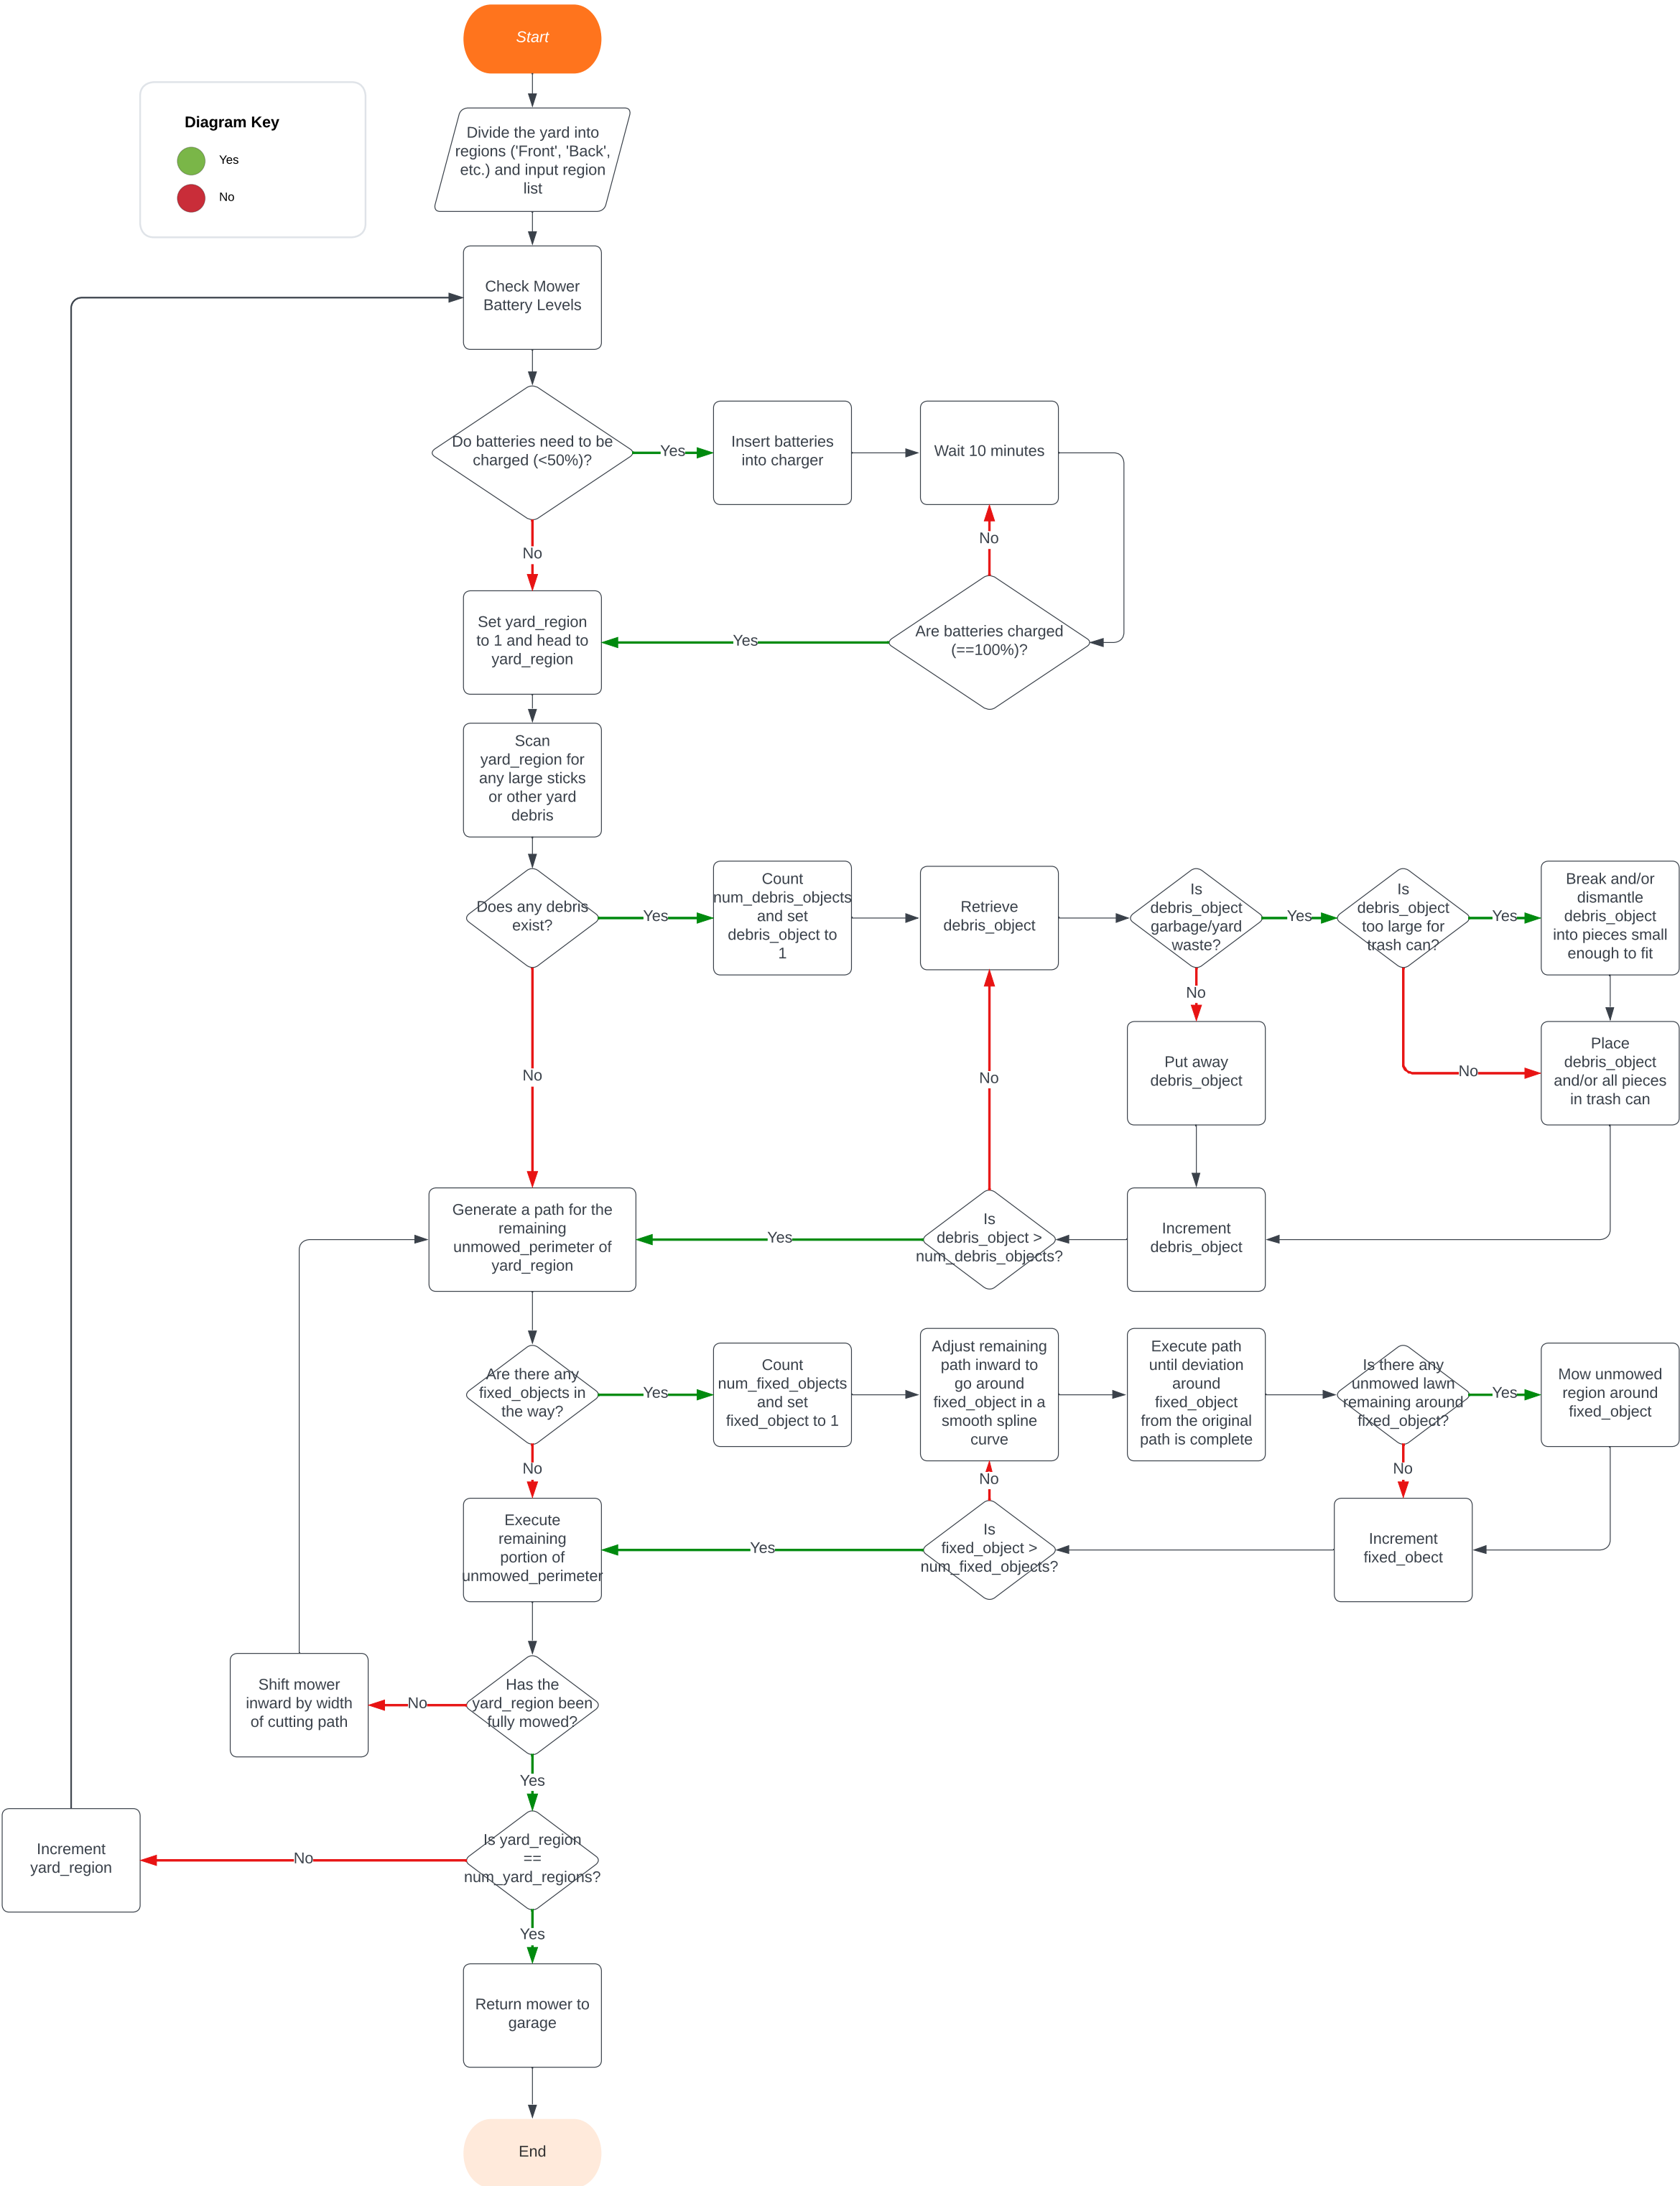 Start
Diagram Key
Yes
No
Divide the yard into
regions ('Front', 'Back',
etc.) and input region
list
Check Mower
Battery Levels
Do batteries need to be
charged (<50%)?
Yes
Insert batteries
into charger
Wait 10 minutes
No
No
Set yard_region
to 1 and head to
yard_region
Yes
Are batteries charged
(==100%)?
Scan
yard_region for
any large sticks
or other yard
debris
Does any debris
exist?
Yes
Count
num_debris_objects
and set
debris_object to
1
Retrieve
debris_object
Is
debris_object
garbage/yard
waste?
Yes
Is
debris_object
too large for
trash can?
Yes
Break and/or
dismantle
debris_object
into pieces small
enough to fit
No
No
No
Put away
debris_object
No
Place
debris_object
and/or all pieces
in trash can
Generate a path for the
remaining
unmowed_perimeter of
yard_region
Yes
Is
debris_object >
num_debris_objects?
Increment
debris_object
Are there any
fixed_objects in
the way?
Yes
Count
num_fixed_objects
and set
fixed_object to 1
Adjust remaining
path inward to
go around
fixed_object in a
smooth spline
curve
Execute path
until deviation
around
fixed_object
from the original
path is complete
Is there any
unmowed lawn
remaining around
fixed_object?
Yes
Mow unmowed
region around
fixed_object
No
No
No
Execute
remaining
portion of
unmowed_perimeter
Yes
Is
fixed_object >
num_fixed_objects?
Increment
fixed_obect
Shift mower
inward by width
of cutting path
No
Has the
yard_region been
fully mowed?
Yes
Increment
yard_region
No
Is yard_region
==
num_yard_regions?
Yes
Return mower to
garage
End